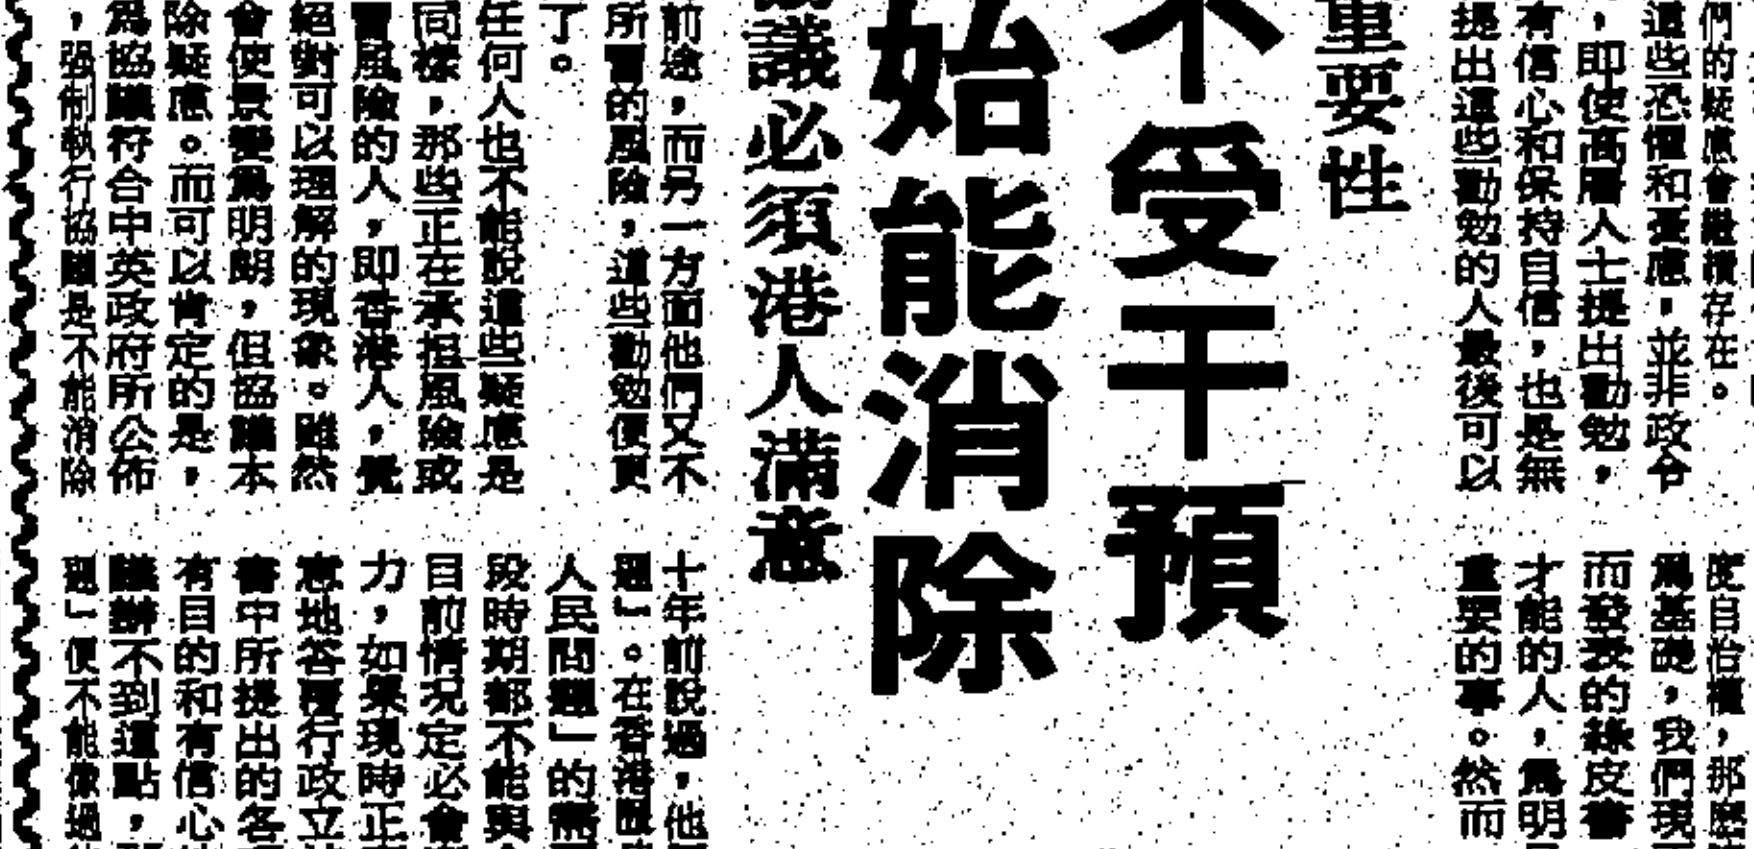 們的疑慮會繼續存在。
這些恐懼和憂慮，並非政令
，即使高層人士提出勸勉，
有信心和保持自信，也是無
提出這些勸勉的人最後可以
度自治權，那麼
爲基礎，我們現
而發表的綠皮書
才能的人，爲明
重要的事。然而
重要性
不受干預
始能消除
協議必須港人滿意
前途，而另一方面他們又不
所冒的風險，這些勸勉便更
了。
任何人也不能說這些疑慮是
同樣，那些正在承担風險或
冒風險的人，即香港人，覺
絕對可以理解的現象。雖然
會使景變爲明朗，但協議本
除疑慮。而可以肯定的是，
爲協議符合中英政府所公佈
，強制執行協議是不能消除
十年前說過，他
題」。在香港
人民問題」的
段時期都不能與
目前情況定必會
力，如果現時正
意地答覆行政立
書中所提出的各
有目的和有信心
議辦不到這點，
題」便不能像過